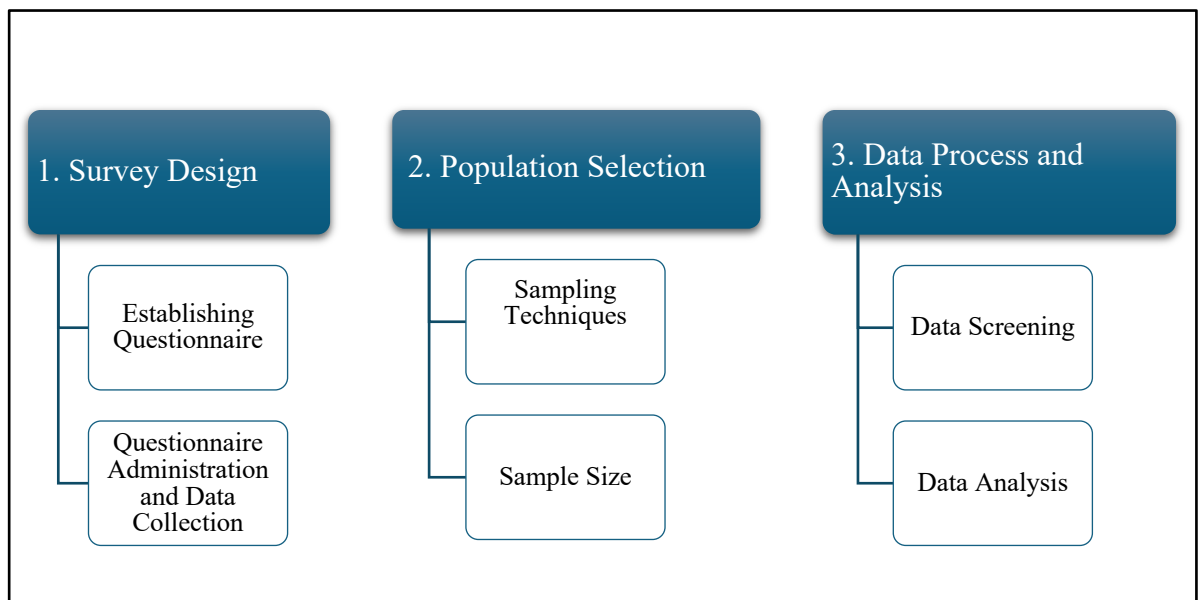 1. Survey Design
Establishing
Questionnaire
Questionnaire
Administration
and Data
Collection
2. Population Selection
Sampling
Techniques
Sample Size
3. Data Process and
Analysis
Data Screening
Data Analysis